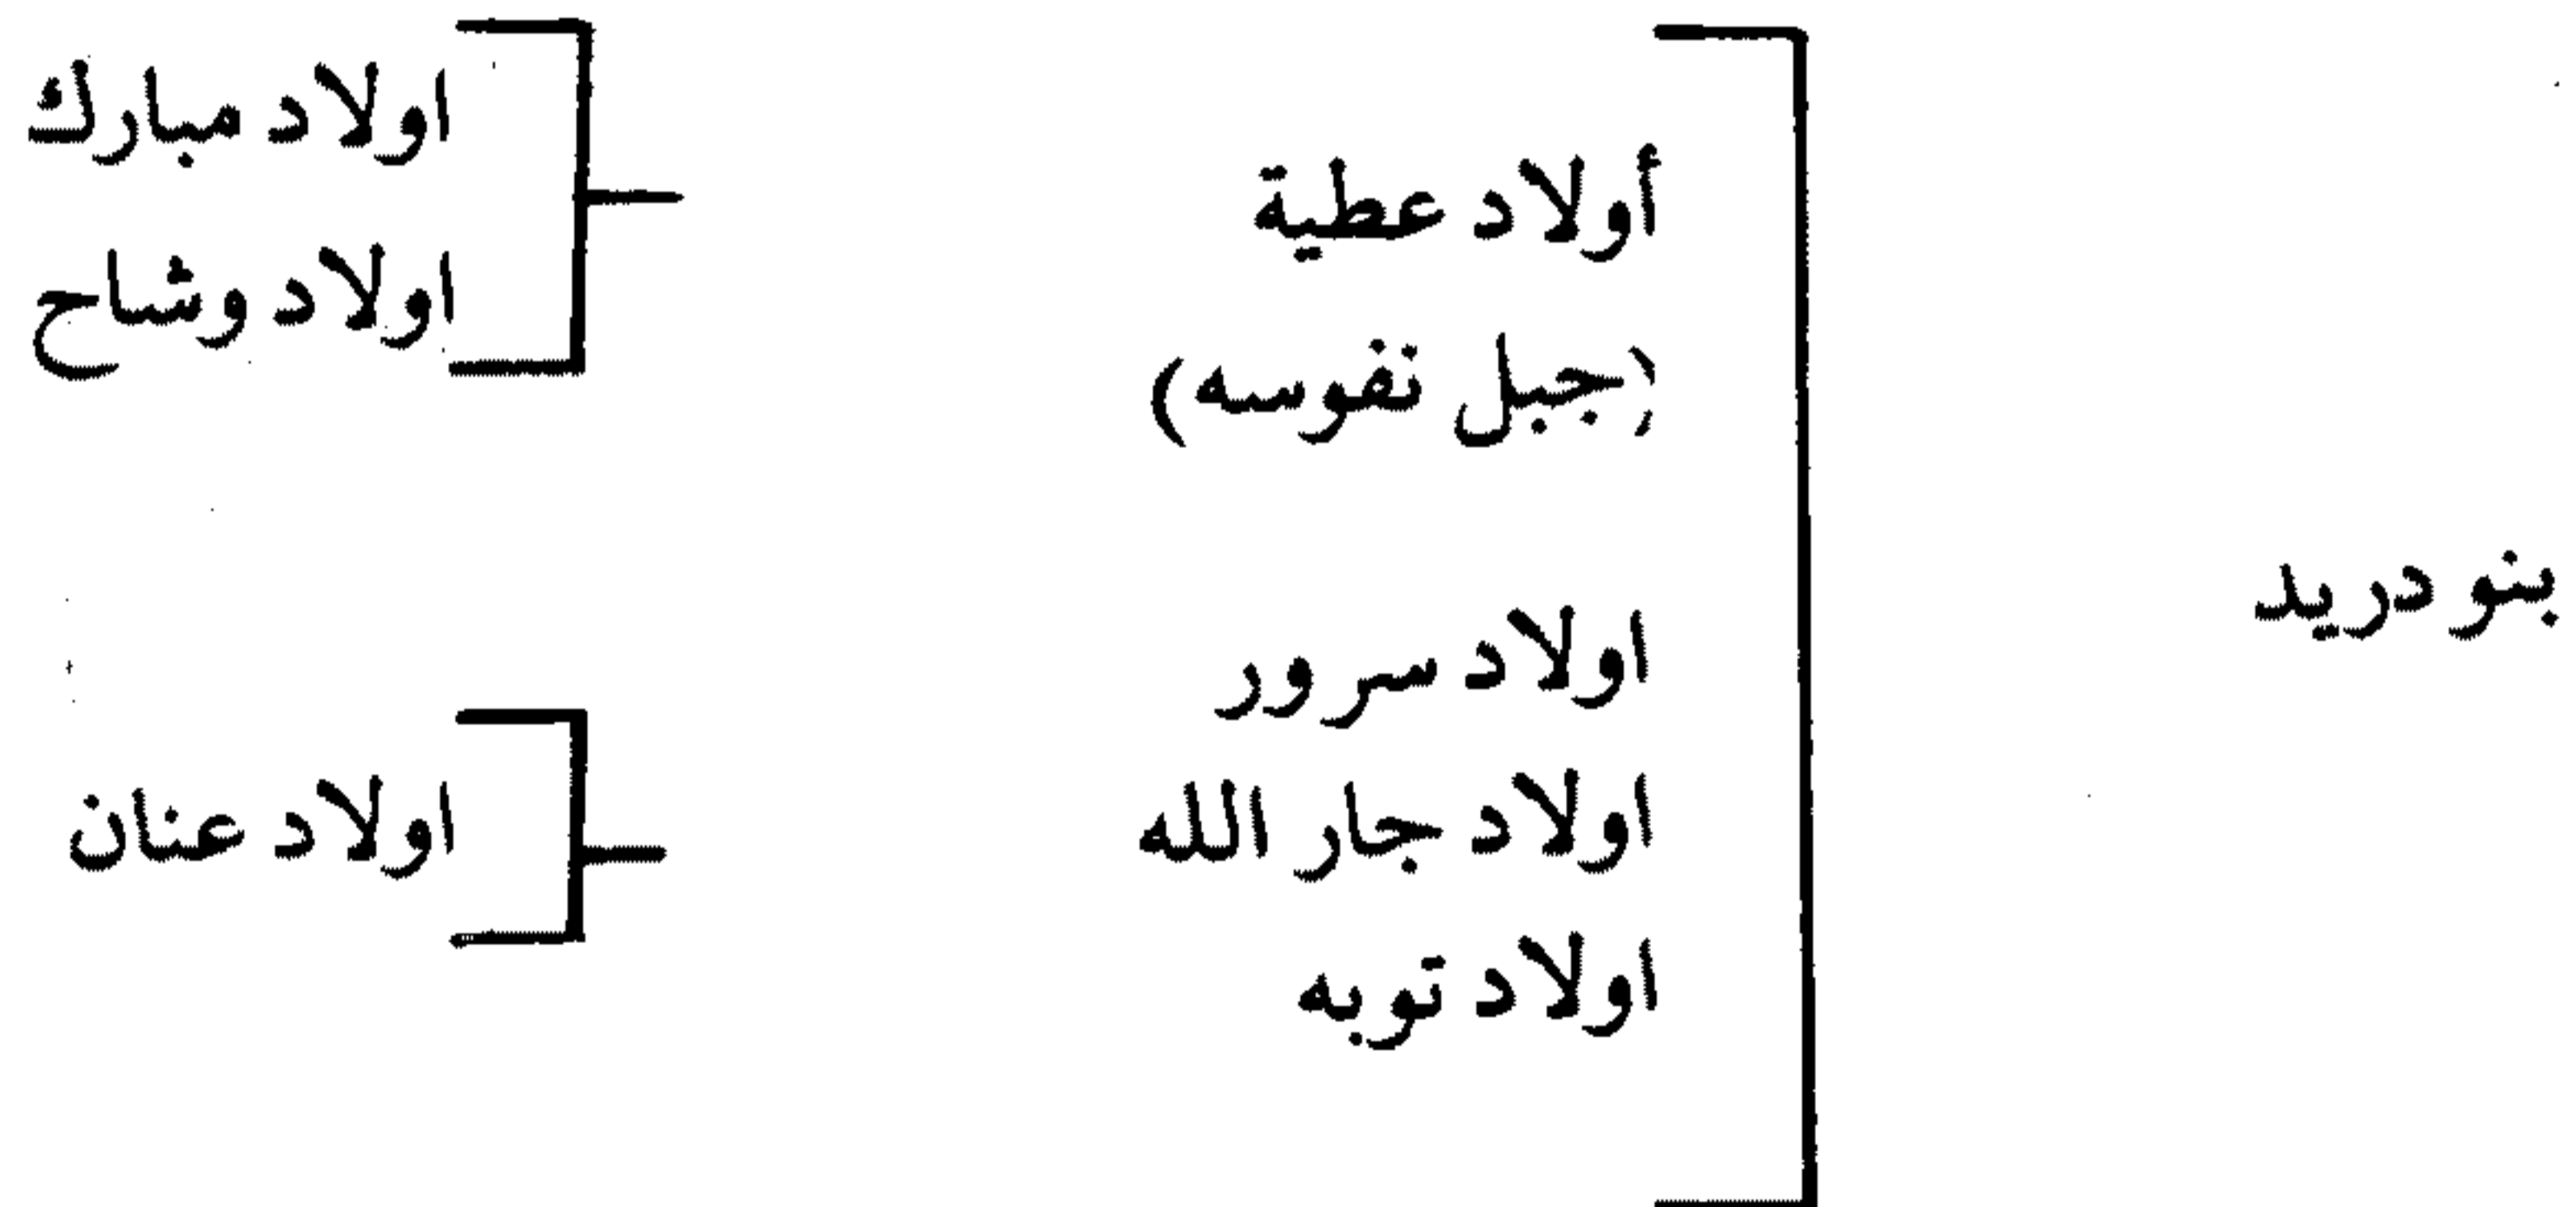 بنو دريد
أولاد عطية
(جبل نفوسه)
اولاد سرور
اولاد جار الله
اولاد توبه
اولاد مبارك
اولاد وشاح
اولاد عنان